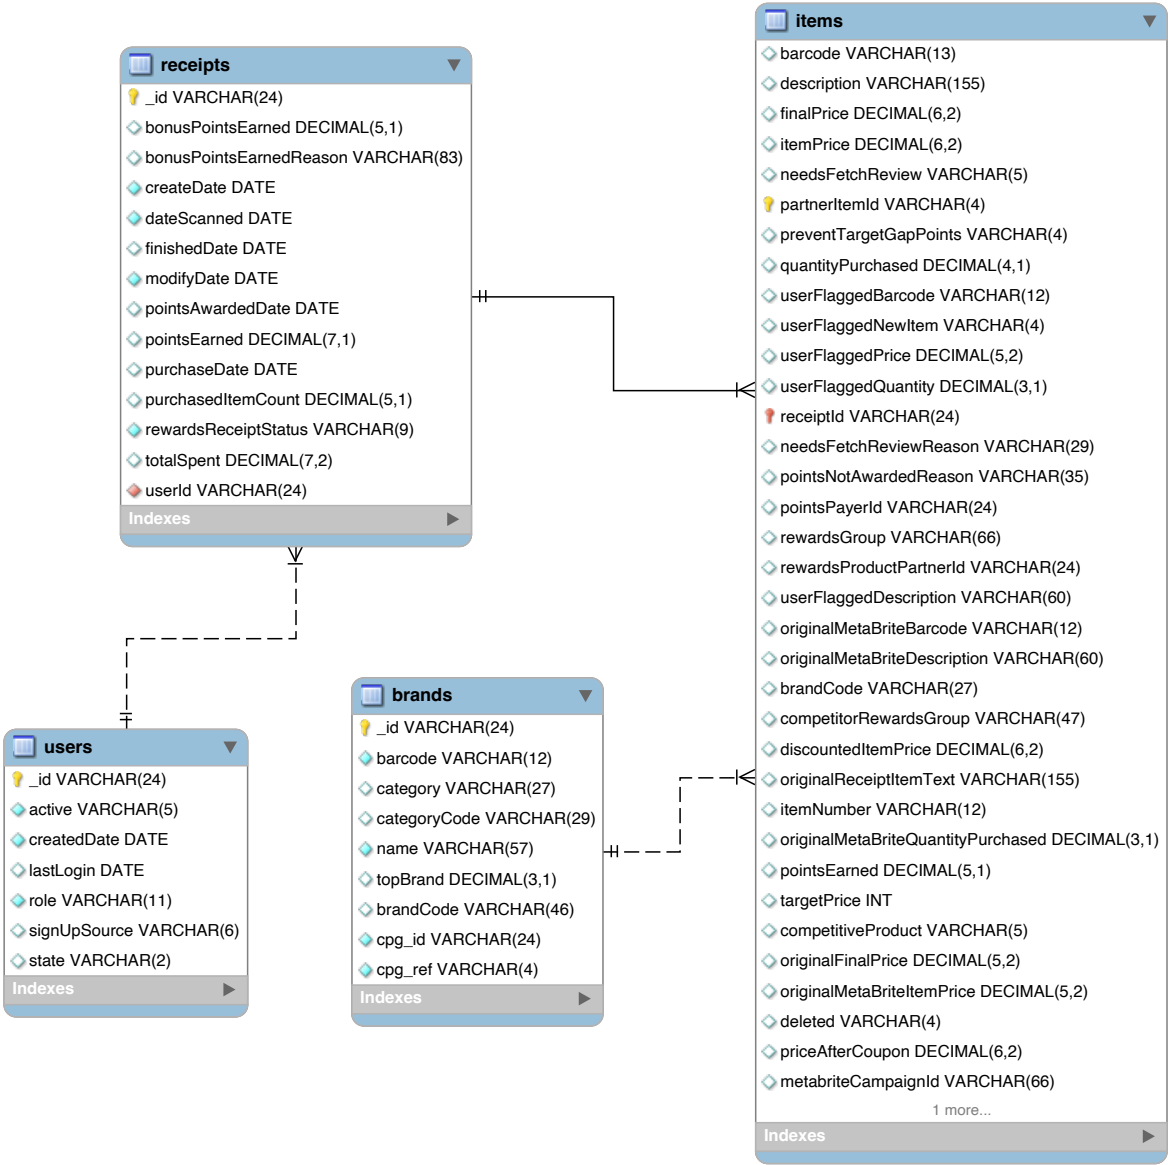 receipts
_id VARCHAR(24)
bonusPointsEarned DECIMAL(5,1)
bonusPointsEarnedReason VARCHAR(83)
createDate DATE
dateScanned DATE
finishedDate DATE
modifyDate DATE
pointsAwardedDate DATE
pointsEarned DECIMAL(7,1)
purchaseDate DATE
purchasedItemCount DECIMAL(5,1)
rewardsReceiptStatus VARCHAR(9)
totalSpent DECIMAL(7,2)
userId VARCHAR(24)
Indexes
users
_id VARCHAR(24)
active VARCHAR(5)
createdDate DATE
lastLogin DATE
role VARCHAR(11)
signUpSource VARCHAR(6)
state VARCHAR(2)
Indexes
brands
_id VARCHAR(24)
barcode VARCHAR(12)
category VARCHAR(27)
categoryCode VARCHAR(29)
name VARCHAR(57)
topBrand DECIMAL(3,1)
brandCode VARCHAR(46)
cpg_id VARCHAR(24)
cpg_ref VARCHAR(4)
Indexes
items
barcode VARCHAR(13)
description VARCHAR(155)
finalPrice DECIMAL(6,2)
itemPrice DECIMAL(6,2)
needsFetchReview VARCHAR(5)
partnerItemId VARCHAR(4)
preventTargetGapPoints VARCHAR(4)
quantityPurchased DECIMAL(4,1)
userFlaggedBarcode VARCHAR(12)
userFlaggedNewItem VARCHAR(4)
userFlaggedPrice DECIMAL(5,2)
userFlaggedQuantity DECIMAL(3,1)
receiptId VARCHAR(24)
needsFetchReviewReason VARCHAR(29)
pointsNotAwardedReason VARCHAR(35)
pointsPayerId VARCHAR(24)
rewardsGroup VARCHAR(66)
rewardsProductPartnerId VARCHAR(24)
userFlaggedDescription VARCHAR(60)
originalMetaBriteBarcode VARCHAR(12)
originalMetaBriteDescription VARCHAR(60)
brandCode VARCHAR(27)
competitorRewardsGroup VARCHAR(47)
discountedItemPrice DECIMAL(6,2)
originalReceiptItemText VARCHAR(155)
itemNumber VARCHAR(12)
originalMetaBriteQuantityPurchased DECIMAL(3,1)
pointsEarned DECIMAL(5,1)
targetPrice INT
competitiveProduct VARCHAR(5)
originalFinalPrice DECIMAL(5,2)
originalMetaBriteItemPrice DECIMAL(5,2)
deleted VARCHAR(4)
priceAfterCoupon DECIMAL(6,2)
metabriteCampaignId VARCHAR(66)
1 more...
Indexes